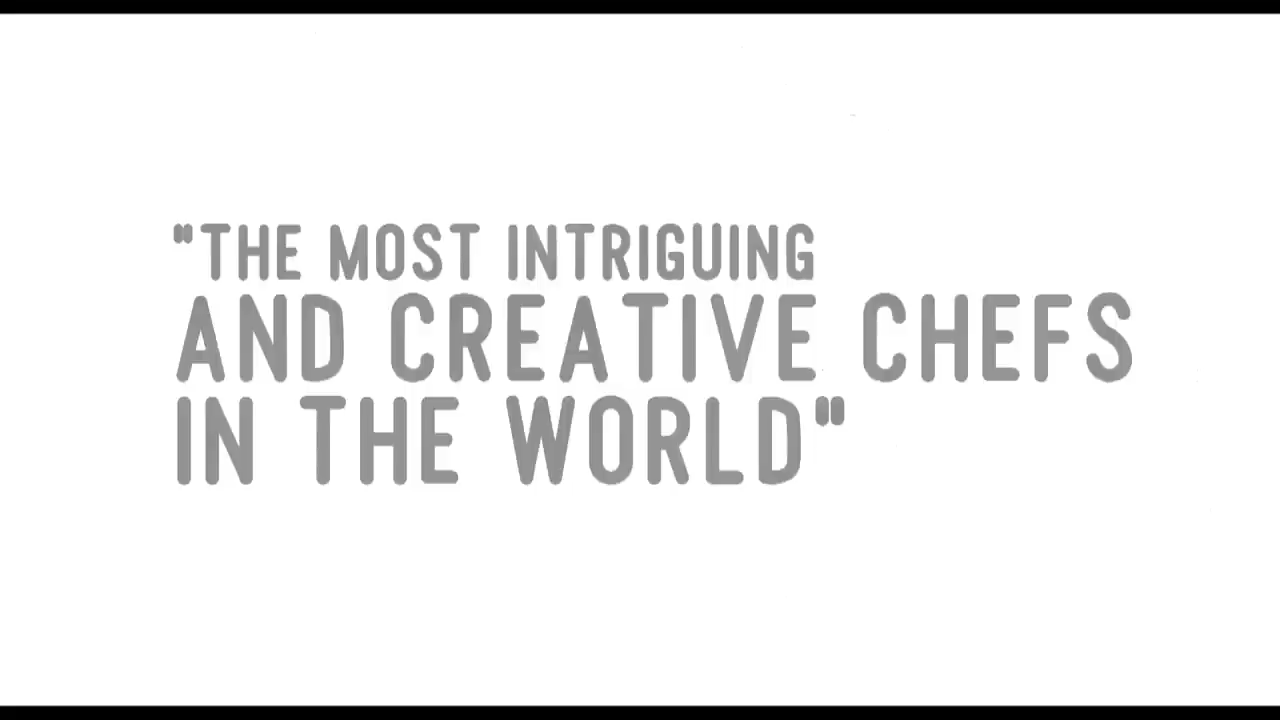 "THE MOST INTRIGUING
AND CREATIVE CHEFS
IN THE WORLD"